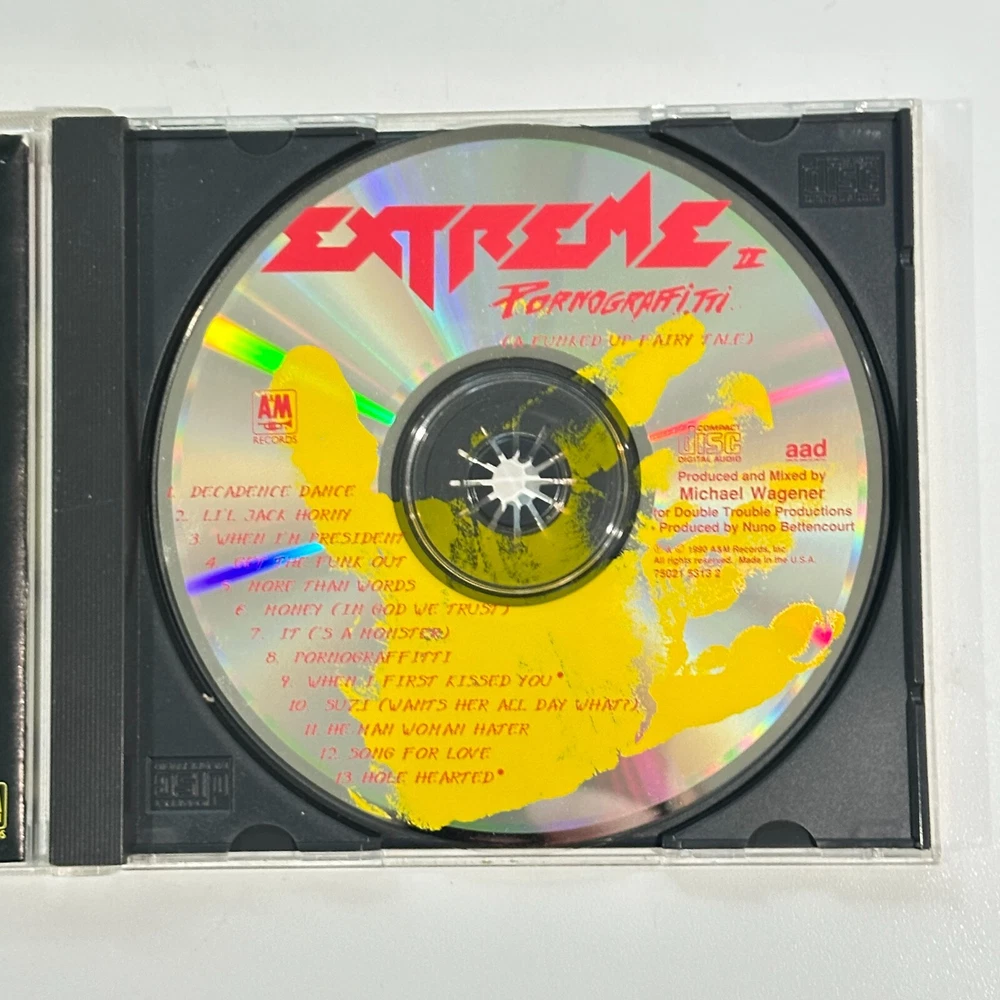 EXTREME II
PORNOGRAFFITTI
(A FUNKED UP FAIRY TALE)
A&M
RECORDS
COMPACT
DISC
DIGITAL AUDIO
aad
Produced and Mixed by
Michael Wagener
for Double Trouble Productions
• Produced by Nuno Bettencourt
1990 A&M Records, Inc
All rights reserved. Made in the U.S.A.
75021 5313 2
1. DECADENCE DANCE
2. LI'L JACK HORNY
3. WHEN I'M PRESIDENT
4. GET THE FUNK OUT
5. MORE THAN WORDS
6. MONEY (IN GOD WE TRUST)
7. IT ('S A MONSTER)
8. PORNOGRAFFITTI
9. WHEN I FIRST KISSED YOU•
10. SUZI (WANTS HER ALL DAY WHAT?)
11. HE MAN WOMAN HATER
12. SONG FOR LOVE
13. HOLE HEARTED•